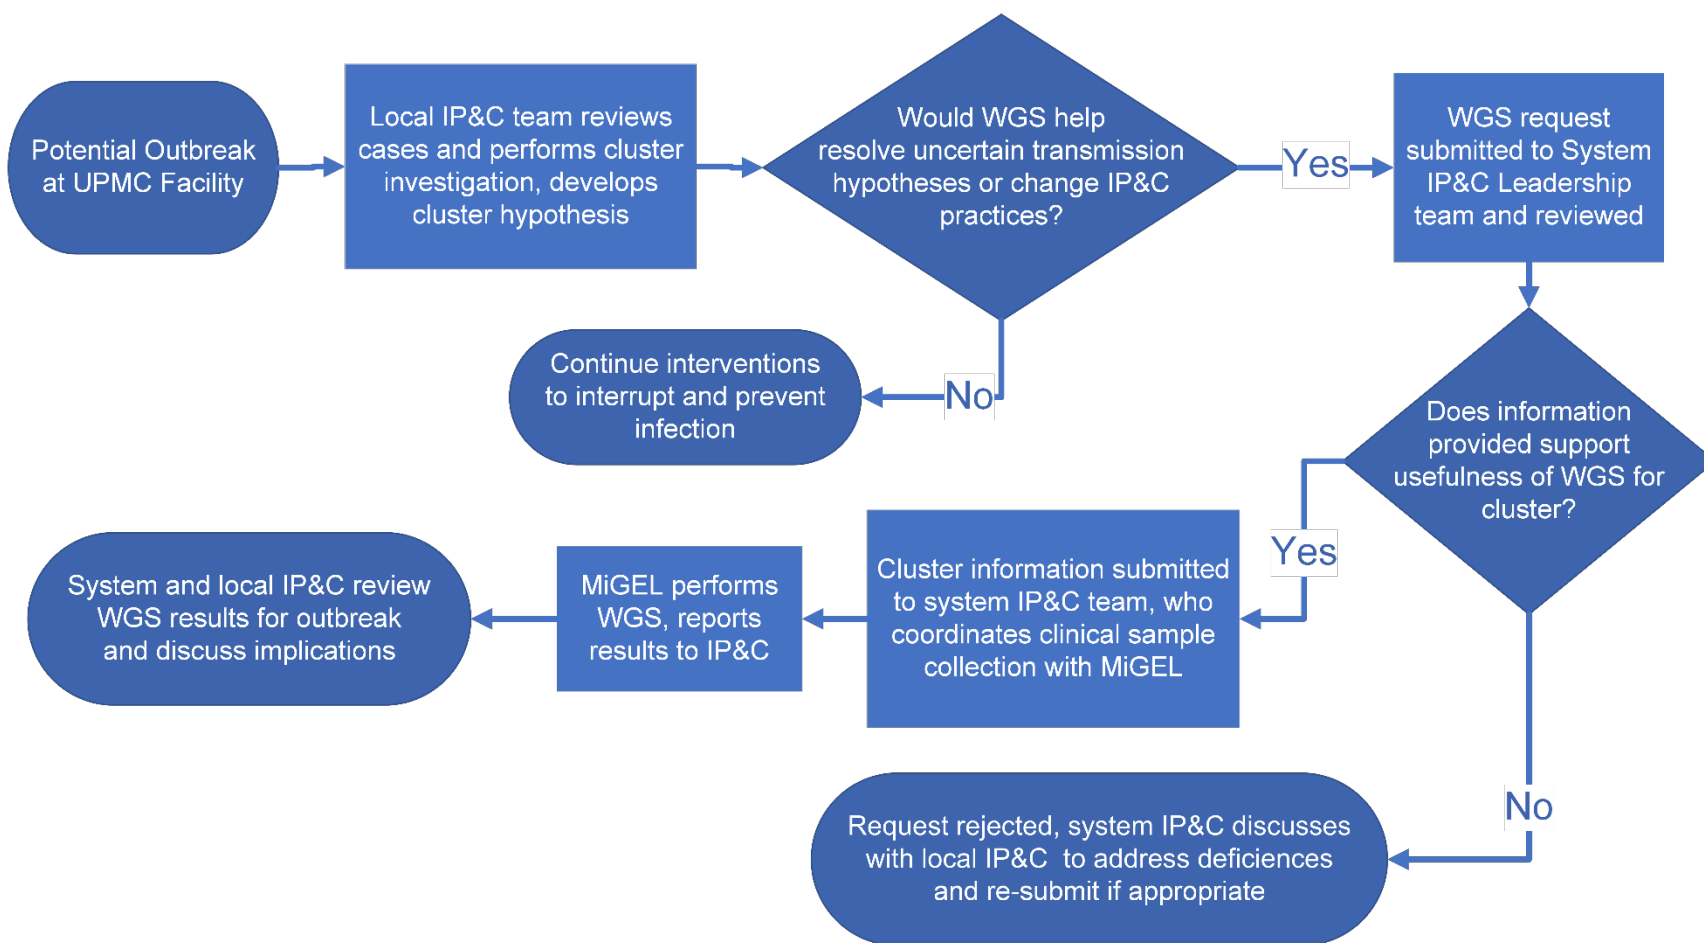 Potential Outbreak
at UPMC Facility
Local IP&C team reviews
cases and performs cluster
investigation, develops
cluster hypothesis
Would WGS help
resolve uncertain transmission
hypotheses or change IP&C
practices?
Yes
WGS request
submitted to System
IP&C Leadership
team and reviewed
No
Continue interventions
to interrupt and prevent
infection
Does information
provided support
usefulness of WGS for
cluster?
Yes
Cluster information submitted
to system IP&C team, who
coordinates clinical sample
collection with MiGEL
MiGEL performs
WGS, reports
results to IP&C
System and local IP&C review
WGS results for outbreak
and discuss implications
No
Request rejected, system IP&C discusses
with local IP&C to address deficiences
and re-submit if appropriate